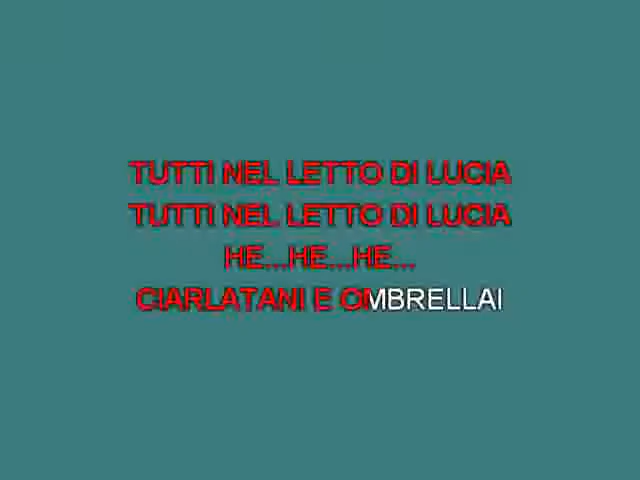 TUTTI NEL LETTO DI LUCIA
TUTTI NEL LETTO DI LUCIA
HE...HE...HE...
CIARLATANI E OMBRELLAI